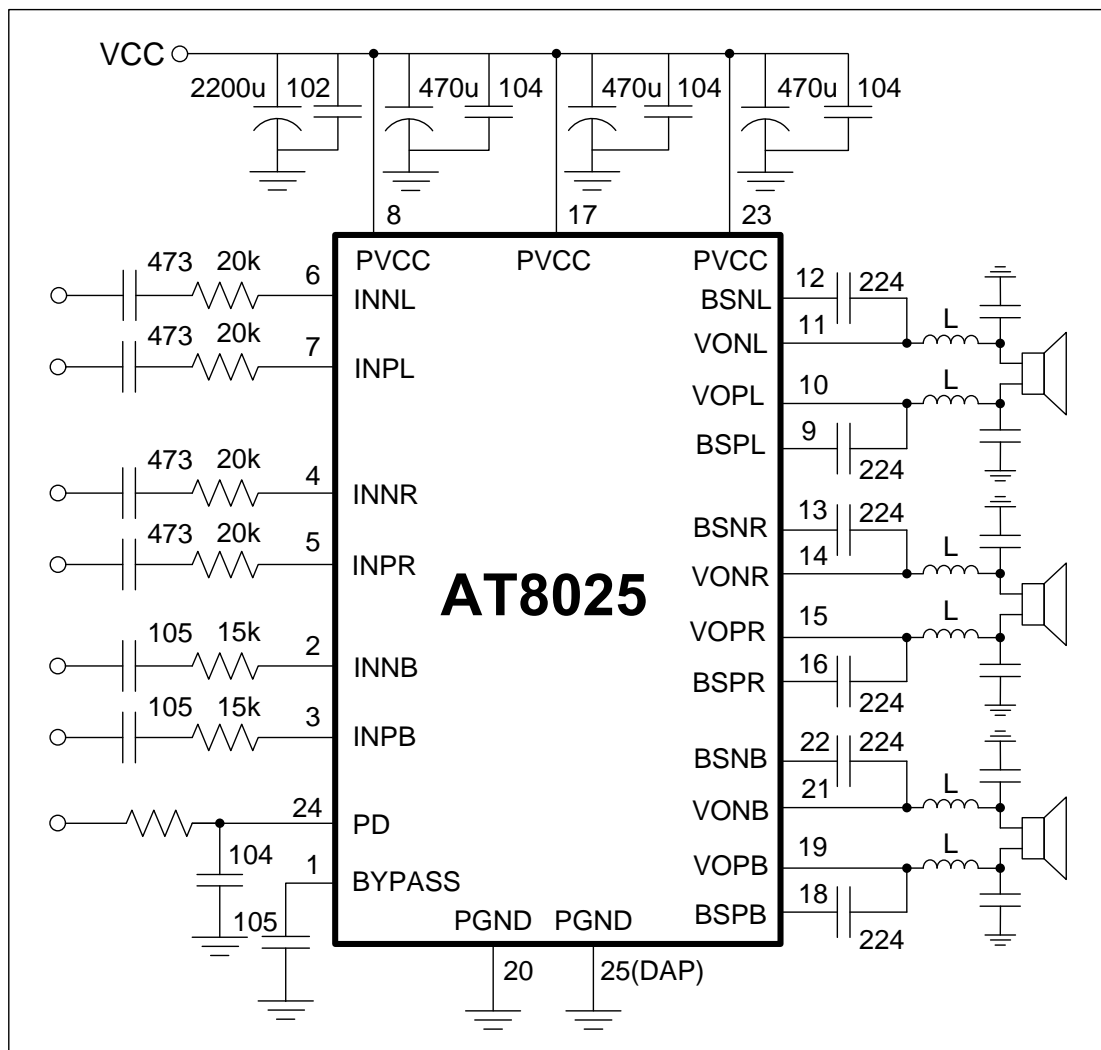 VCC
2200u 102 470u 104 470u 104 470u 104
8 17 23
PVCC PVCC PVCC
473 20k 6 INNL
473 20k 7 INPL
473 20k 4 INNR
473 20k 5 INPR
105 15k 2 INNB
105 15k 3 INPB
24 PD
104
1 BYPASS
105
AT8025
BSNL 12 224
VONL 11 L
VOPL 10 L
BSPL 9 224
BSNR 13 224
VONR 14 L
VOPR 15 L
BSPR 16 224
BSNB 22 224
VONB 21 L
VOPB 19 L
BSPB 18 224
PGND PGND
20 25(DAP)